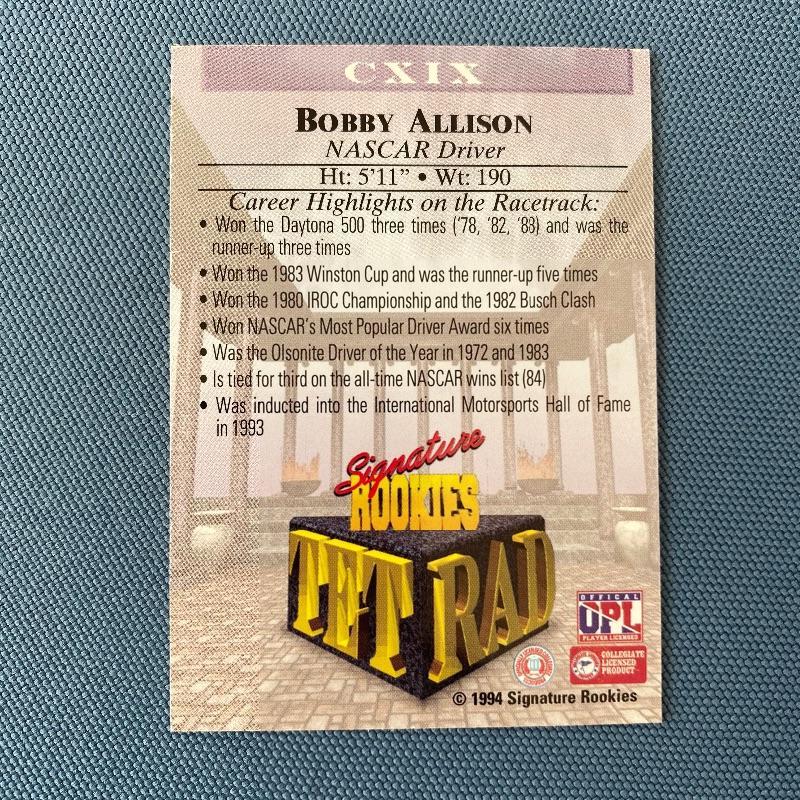 CXIX
BOBBY ALLISON
NASCAR Driver
Ht: 5'11" • Wt: 190
Career Highlights on the Racetrack:
• Won the Daytona 500 three times ('78, '82, '88) and was the
runner-up three times
• Won the 1983 Winston Cup and was the runner-up five times
• Won the 1980 IROC Championship and the 1982 Busch Clash
• Won NASCAR's Most Popular Driver Award six times
• Was the Olsonite Driver of the Year in 1972 and 1983
• Is tied for third on the all-time NASCAR wins list (84)
• Was inducted into the International Motorsports Hall of Fame
in 1993
Signature
ROOKIES
TET RAD
OFFICIAL
OPL
PLAYER LICENSED
COLLEGIATE
LICENSED
PRODUCT
© 1994 Signature Rookies